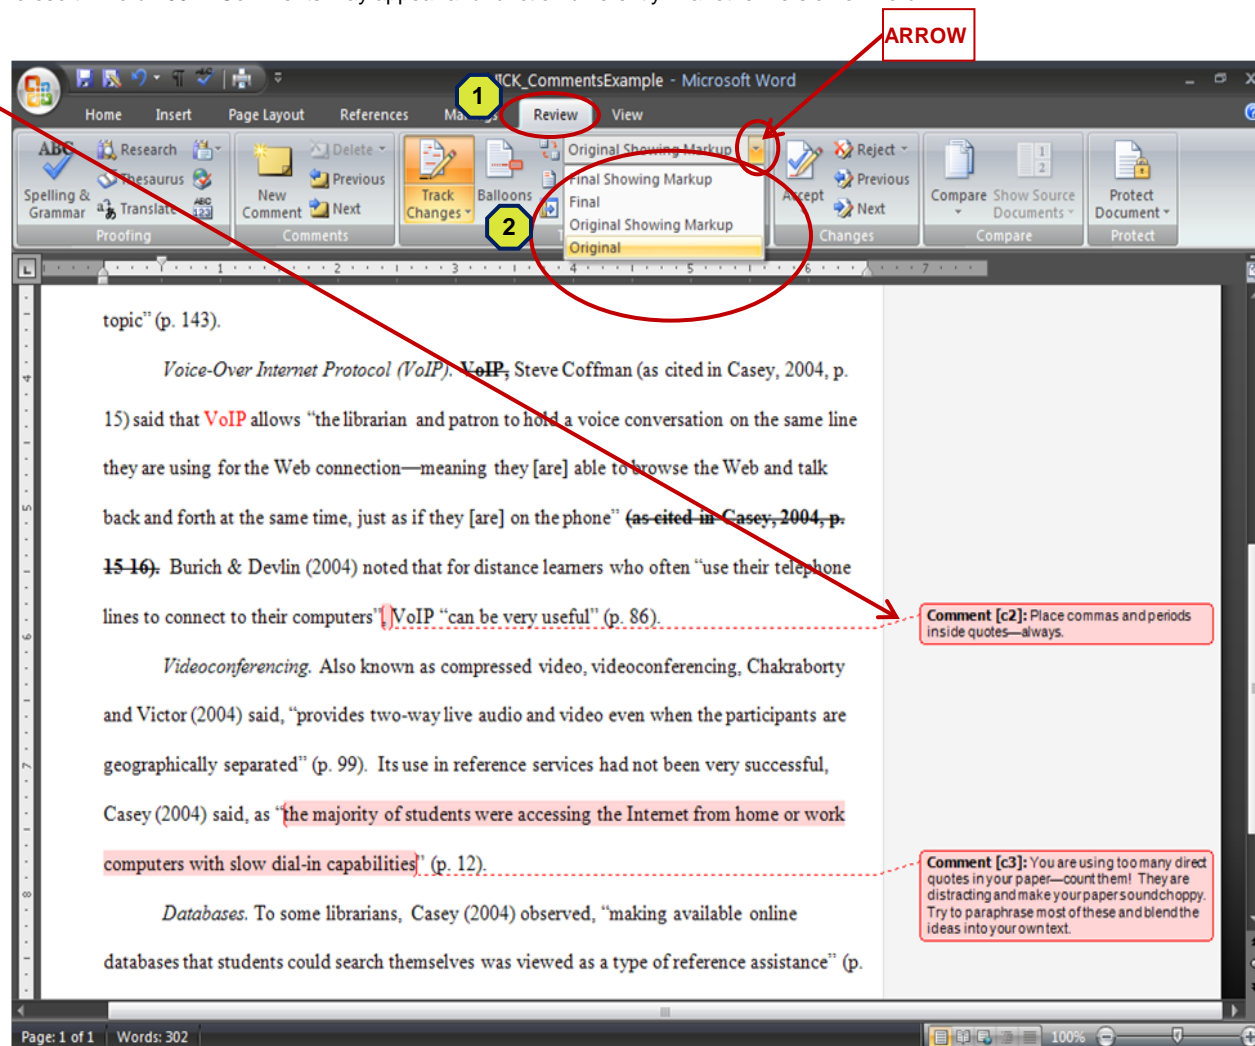 ARROW
JICK_CommentsExample - Microsoft Word
1
Home Insert Page Layout References Review View
ABC Research Delete Original Showing Markup Reject
Thesaurus Previous Final Showing Markup Previous
Spelling & Grammar Translate ABC 123 New Comment Next Track Changes Balloons Final Accept Next Compare Show Source Documents Protect Document
2
Original Showing Markup
Original
Proofing Comments Changes Compare Protect
L 1 2 3 4 5 6 7
topic” (p. 143).
Voice-Over Internet Protocol (VoIP). VoIP, Steve Coffman (as cited in Casey, 2004, p.
15) said that VoIP allows “the librarian and patron to hold a voice conversation on the same line
they are using for the Web connection—meaning they [are] able to browse the Web and talk
back and forth at the same time, just as if they [are] on the phone” (as cited in Casey, 2004, p.
15-16). Burich & Devlin (2004) noted that for distance learners who often “use their telephone
lines to connect to their computers”, VoIP “can be very useful” (p. 86).
Comment [c2]: Place commas and periods
inside quotes—always.
Videoconferencing. Also known as compressed video, videoconferencing, Chakraborty
and Victor (2004) said, “provides two-way live audio and video even when the participants are
geographically separated” (p. 99). Its use in reference services had not been very successful,
Casey (2004) said, as “the majority of students were accessing the Internet from home or work
computers with slow dial-in capabilities” (p. 12).
Comment [c3]: You are using too many direct
quotes in your paper—count them! They are
distracting and make your paper sound choppy.
Try to paraphrase most of these and blend the
ideas into your own text.
Databases. To some librarians, Casey (2004) observed, “making available online
databases that students could search themselves was viewed as a type of reference assistance” (p.
Page: 1 of 1 Words: 302 100%